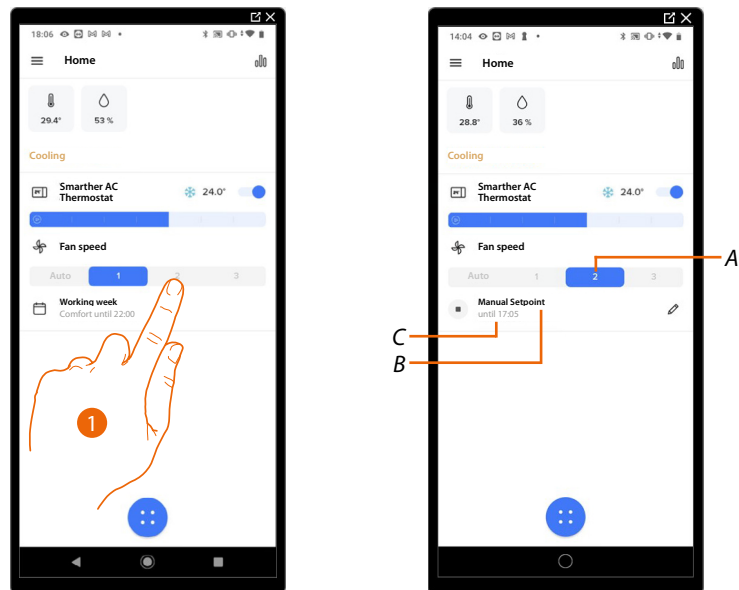 18:06
Home
29.4°
53 %
Cooling
Smarther AC
Thermostat
24.0°
Fan speed
Auto 1 2 3
Working week
Comfort until 22:00
1
14:04
Home
28.8°
36 %
Cooling
Smarther AC
Thermostat
24.0°
Fan speed
Auto 1 2 3
Manual Setpoint
until 17:05
A
C
B